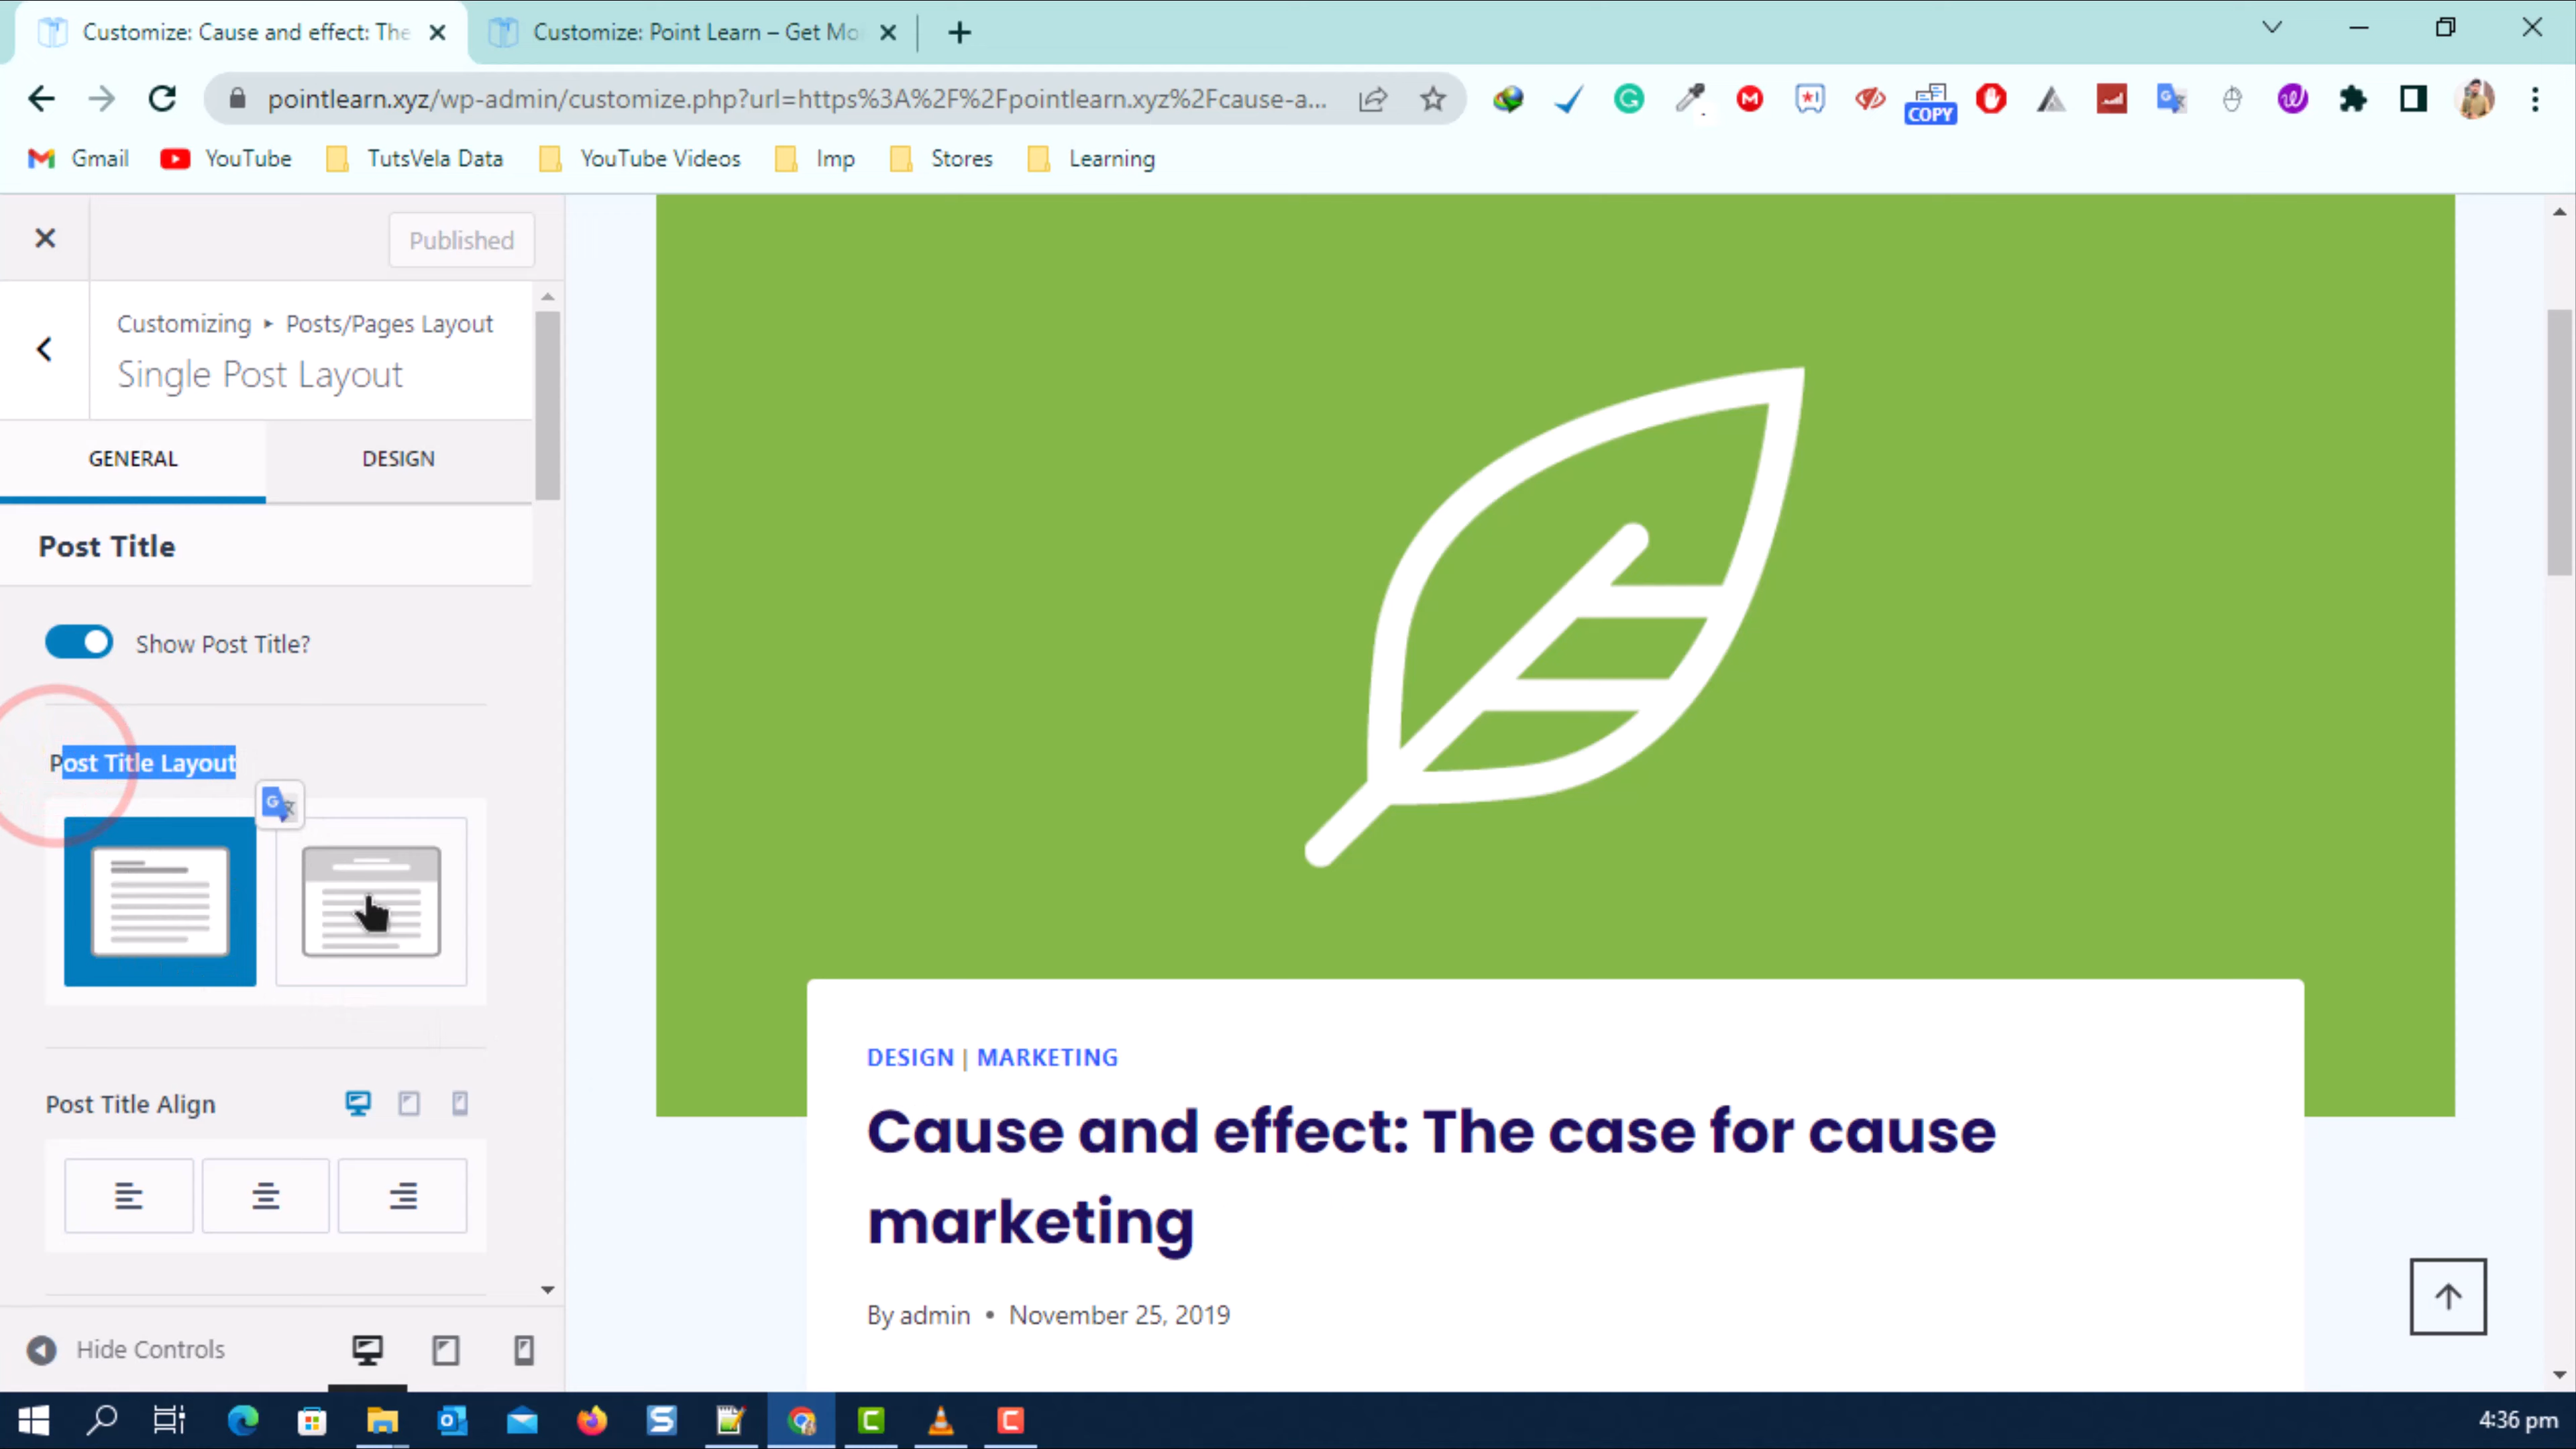 Customize: Cause and effect: The
Customize: Point Learn – Get Mo
pointlearn.xyz/wp-admin/customize.php?url=https%3A%2F%2Fpointlearn.xyz%2Fcause-a...
COPY
Gmail
YouTube
TutsVela Data
YouTube Videos
Imp
Stores
Learning
Published
Customizing ▸ Posts/Pages Layout
Single Post Layout
GENERAL
DESIGN
Post Title
Show Post Title?
Post Title Layout
Post Title Align
Hide Controls
DESIGN | MARKETING
Cause and effect: The case for cause
marketing
By admin • November 25, 2019
4:36 pm